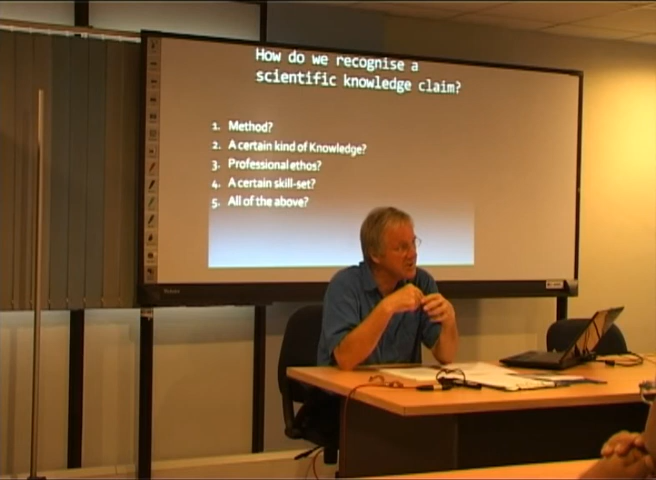 How do we recognise a
scientific knowledge claim?
1. Method?
2. A certain kind of Knowledge?
3. Professional ethos?
4. A certain skill-set?
5. All of the above?